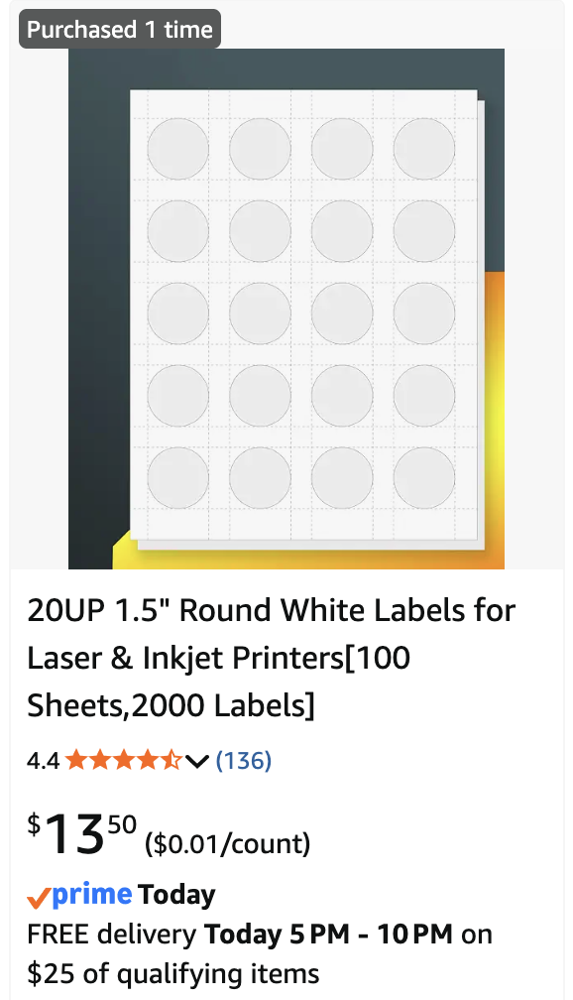 Purchased 1 time
20UP 1.5" Round White Labels for
Laser & Inkjet Printers[100
Sheets,2000 Labels]
4.4 (136)
$13.50 ($0.01/count)
prime Today
FREE delivery Today 5 PM - 10 PM on
$25 of qualifying items